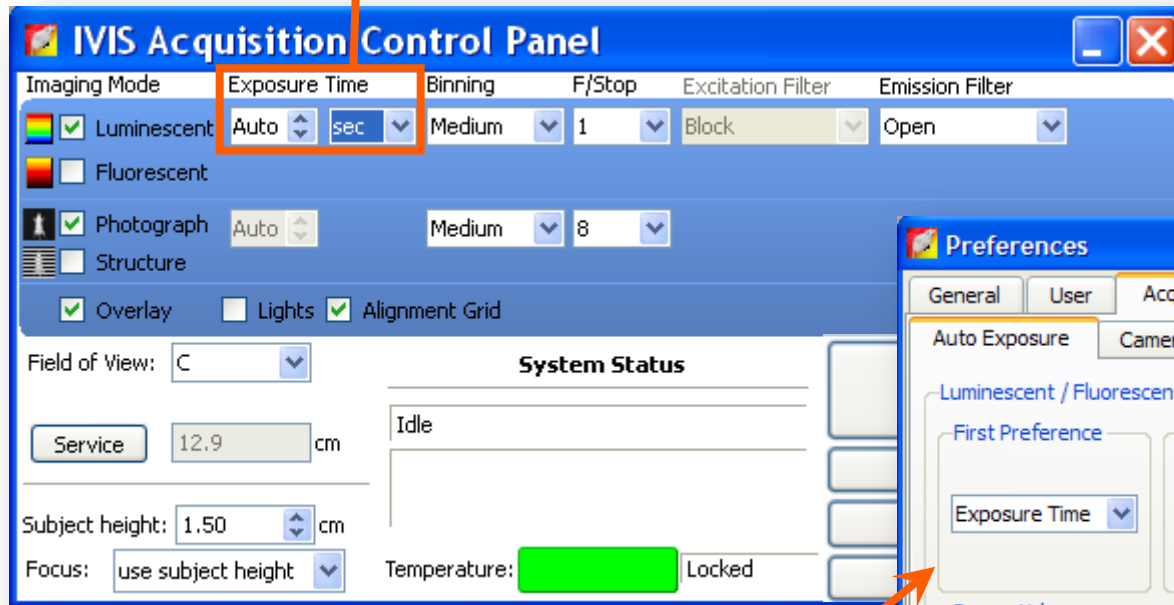 IVIS Acquisition Control Panel
Imaging Mode Exposure Time Binning F/Stop Excitation Filter Emission Filter
Luminescent Auto sec Medium 1 Block Open
Fluorescent
Photograph Auto Medium 8
Structure
Overlay Lights Alignment Grid
Field of View: C
System Status
Idle
Service 12.9 cm
Subject height: 1.50 cm
Focus: use subject height
Temperature: Locked
Preferences
General User Acq
Auto Exposure Camer
Luminescent / Fluorescen
First Preference
Exposure Time